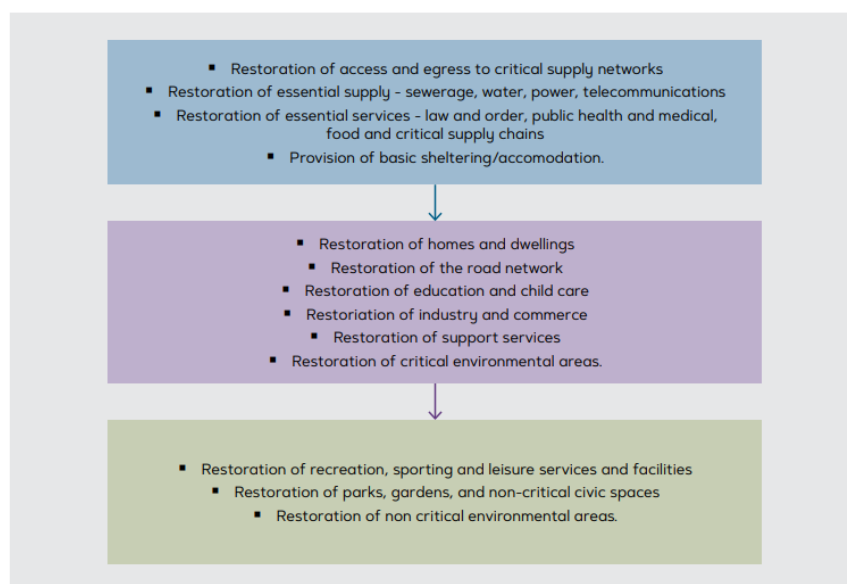 ▪ Restoration of access and egress to critical supply networks
▪ Restoration of essential supply - sewerage, water, power, telecommunications
▪ Restoration of essential services - law and order, public health and medical,
food and critical supply chains
▪ Provision of basic sheltering/accomodation.
▪ Restoration of homes and dwellings
▪ Restoration of the road network
▪ Restoration of education and child care
▪ Restoriation of industry and commerce
▪ Restoration of support services
▪ Restoration of critical environmental areas.
▪ Restoration of recreation, sporting and leisure services and facilities
▪ Restoration of parks, gardens, and non-critical civic spaces
▪ Restoration of non critical environmental areas.